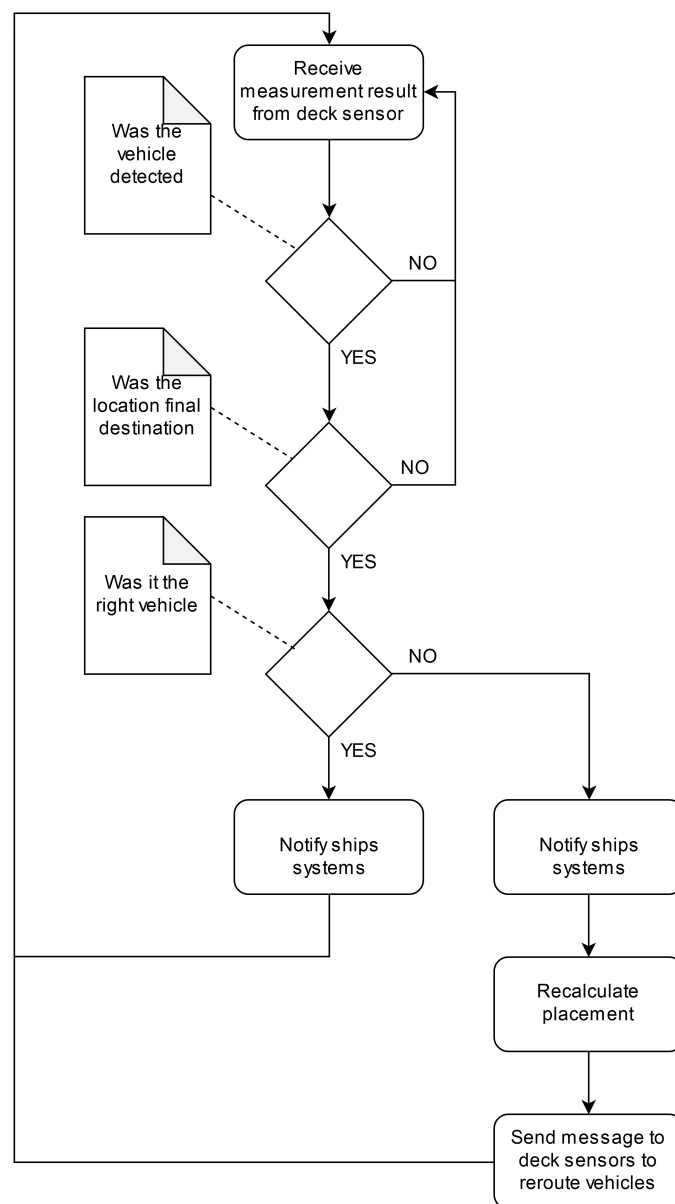 Receive
measurement result
from deck sensor
Was the
vehicle
detected
NO
YES
Was the
location final
destination
NO
YES
Was it the
right vehicle
NO
YES
Notify ships
systems
Notify ships
systems
Recalculate
placement
Send message to
deck sensors to
reroute vehicles